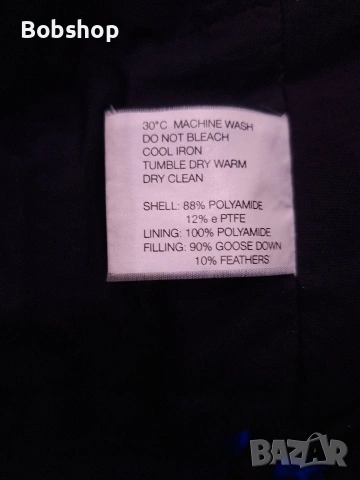 Bobshop
30°C MACHINE WASH
DO NOT BLEACH
COOL IRON
TUMBLE DRY WARM
DRY CLEAN
SHELL: 88% POLYAMIDE
12% e PTFE
LINING: 100% POLYAMIDE
FILLING: 90% GOOSE DOWN
10% FEATHERS
BAZAR